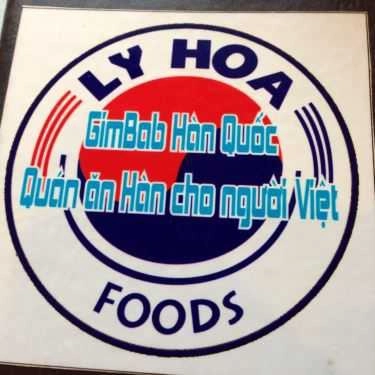 LY HOA
GimBab Hàn Quốc
Quán ăn Hàn cho người Việt
FOODS